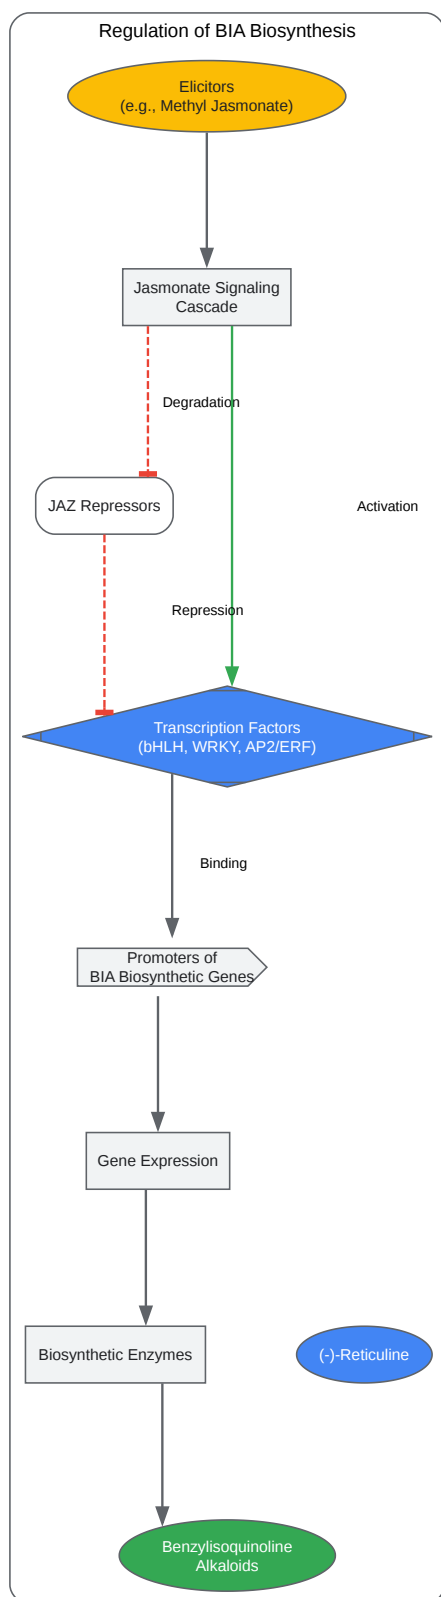 Regulation of BIA Biosynthesis
Elicitors
(e.g., Methyl Jasmonate)
Jasmonate Signaling
Cascade
Degradation
JAZ Repressors
Activation
Repression
Transcription Factors
(bHLH, WRKY, AP2/ERF)
Binding
Promoters of
BIA Biosynthetic Genes
Gene Expression
Biosynthetic Enzymes
(-)-Reticuline
Benzylisoquinoline
Alkaloids